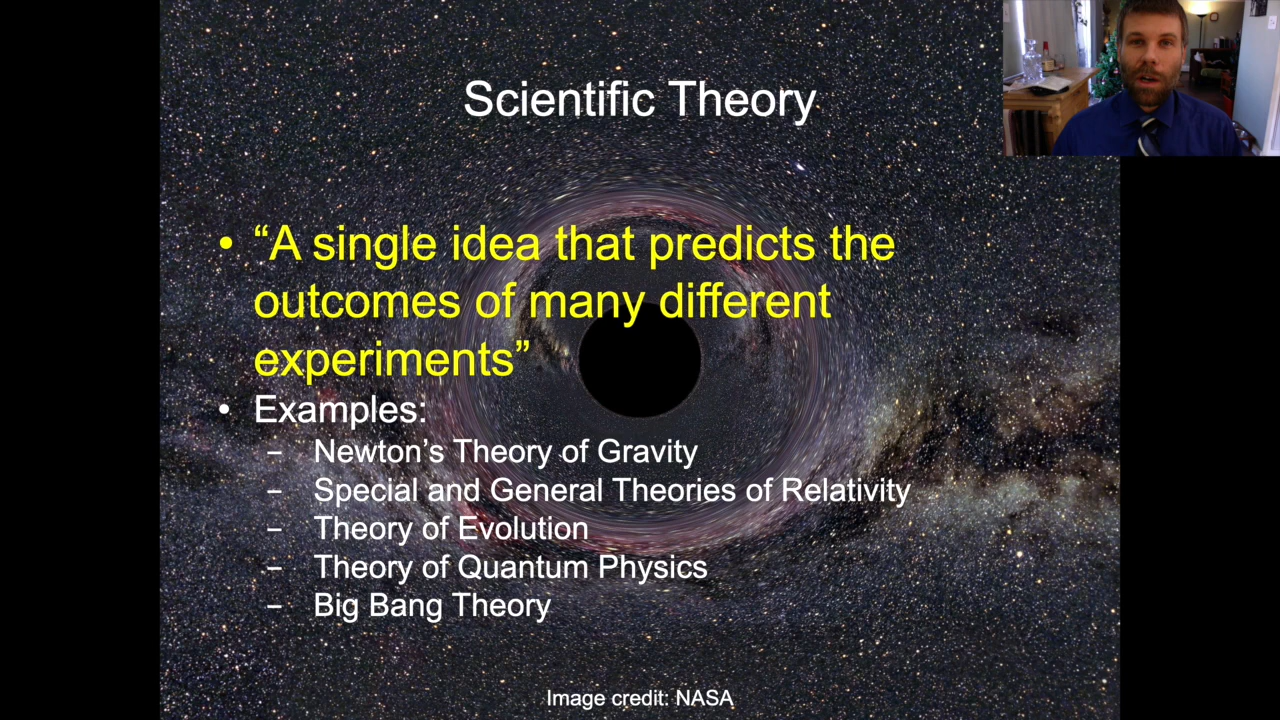 Scientific Theory
• “A single idea that predicts the
outcomes of many different
experiments”
• Examples:
– Newton’s Theory of Gravity
– Special and General Theories of Relativity
– Theory of Evolution
– Theory of Quantum Physics
– Big Bang Theory
Image credit: NASA